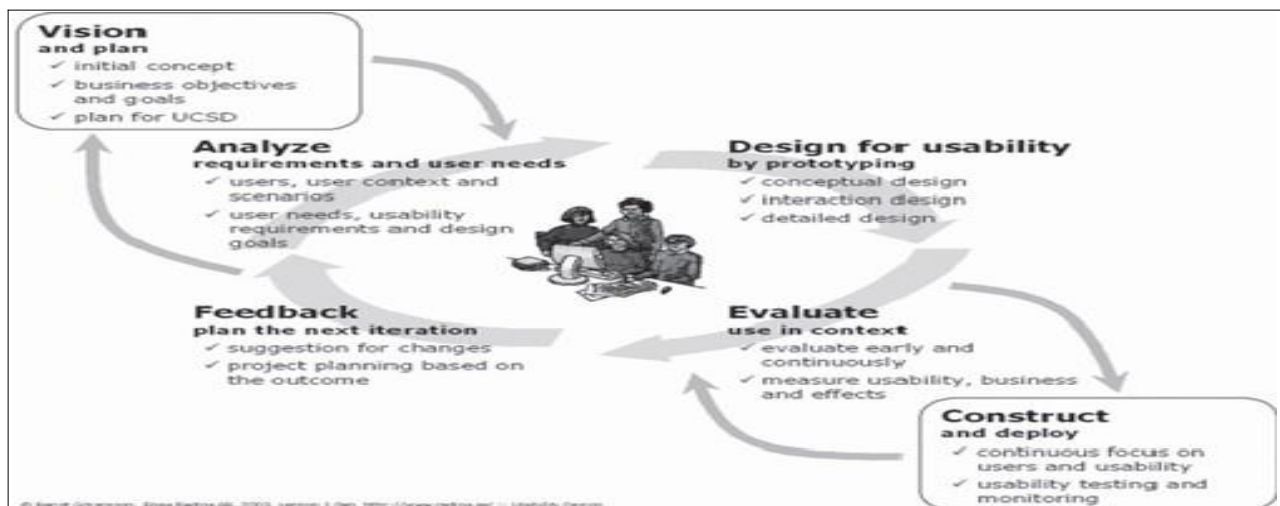 Vision
and plan
✓ initial concept
✓ business objectives
and goals
✓ plan for UCSD
Analyze
requirements and user needs
✓ users, user context and
scenarios
✓ user needs, usability
requirements and design
goals
Design for usability
by prototyping
✓ conceptual design
✓ interaction design
✓ detailed design
Feedback
plan the next iteration
✓ suggestion for changes
✓ project planning based on
the outcome
Evaluate
use in context
✓ evaluate early and
continuously
✓ measure usability, business
and effects
Construct
and deploy
✓ continuous focus on
users and usability
✓ usability testing and
monitoring